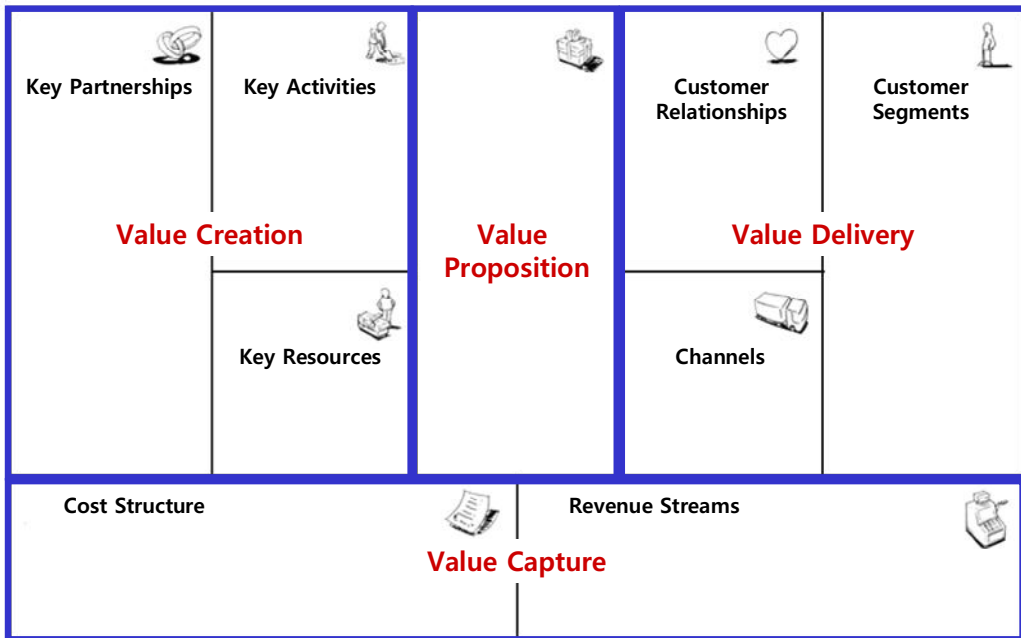 Key Partnerships
Key Activities
Customer
Relationships
Customer
Segments
Value Creation
Value
Proposition
Value Delivery
Key Resources
Channels
Cost Structure
Revenue Streams
Value Capture